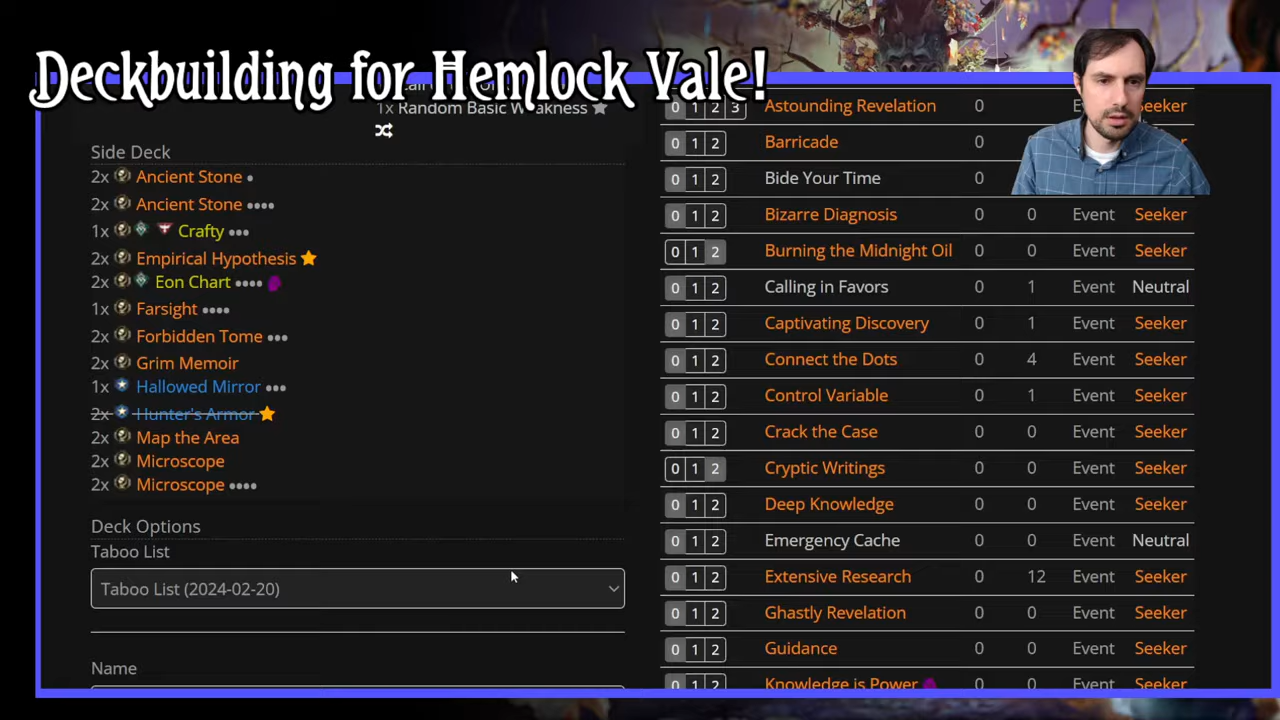 Deckbuilding for Hemlock Vale!
1x Random Basic Weakness
Side Deck
2x Ancient Stone
2x Ancient Stone
1x Crafty
2x Empirical Hypothesis
2x Eon Chart
1x Farsight
2x Forbidden Tome
2x Grim Memoir
1x Hallowed Mirror
2x Hunter's Armor
2x Map the Area
2x Microscope
2x Microscope
Deck Options
Taboo List
Taboo List (2024-02-20)
Name
0 1 2 3 Astounding Revelation 0 Event Seeker
0 1 2 Barricade 0
0 1 2 Bide Your Time 0
0 1 2 Bizarre Diagnosis 0 0 Event Seeker
0 1 2 Burning the Midnight Oil 0 0 Event Seeker
0 1 2 Calling in Favors 0 1 Event Neutral
0 1 2 Captivating Discovery 0 1 Event Seeker
0 1 2 Connect the Dots 0 4 Event Seeker
0 1 2 Control Variable 0 1 Event Seeker
0 1 2 Crack the Case 0 0 Event Seeker
0 1 2 Cryptic Writings 0 0 Event Seeker
0 1 2 Deep Knowledge 0 0 Event Seeker
0 1 2 Emergency Cache 0 0 Event Neutral
0 1 2 Extensive Research 0 12 Event Seeker
0 1 2 Ghastly Revelation 0 0 Event Seeker
0 1 2 Guidance 0 0 Event Seeker
0 1 2 Knowledge is Power 0 0 Event Seeker